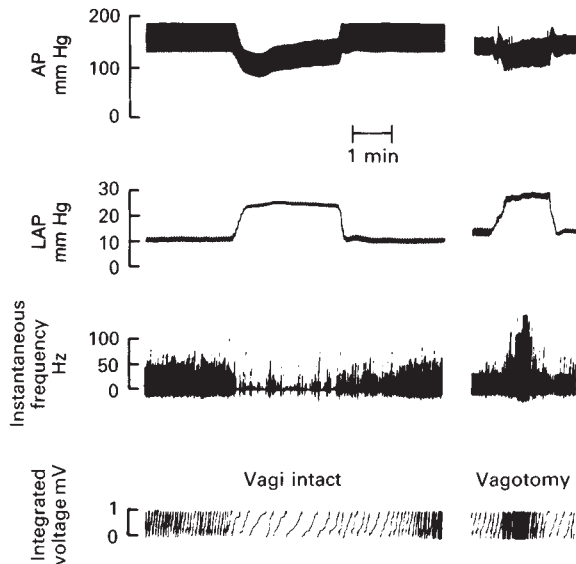 AP
mm Hg
200
100
0
1 min
LAP
mm Hg
30
20
10
0
Instantaneous
frequency
Hz
100
50
0
Vagi intact
Vagotomy
Integrated
voltage mV
1
0